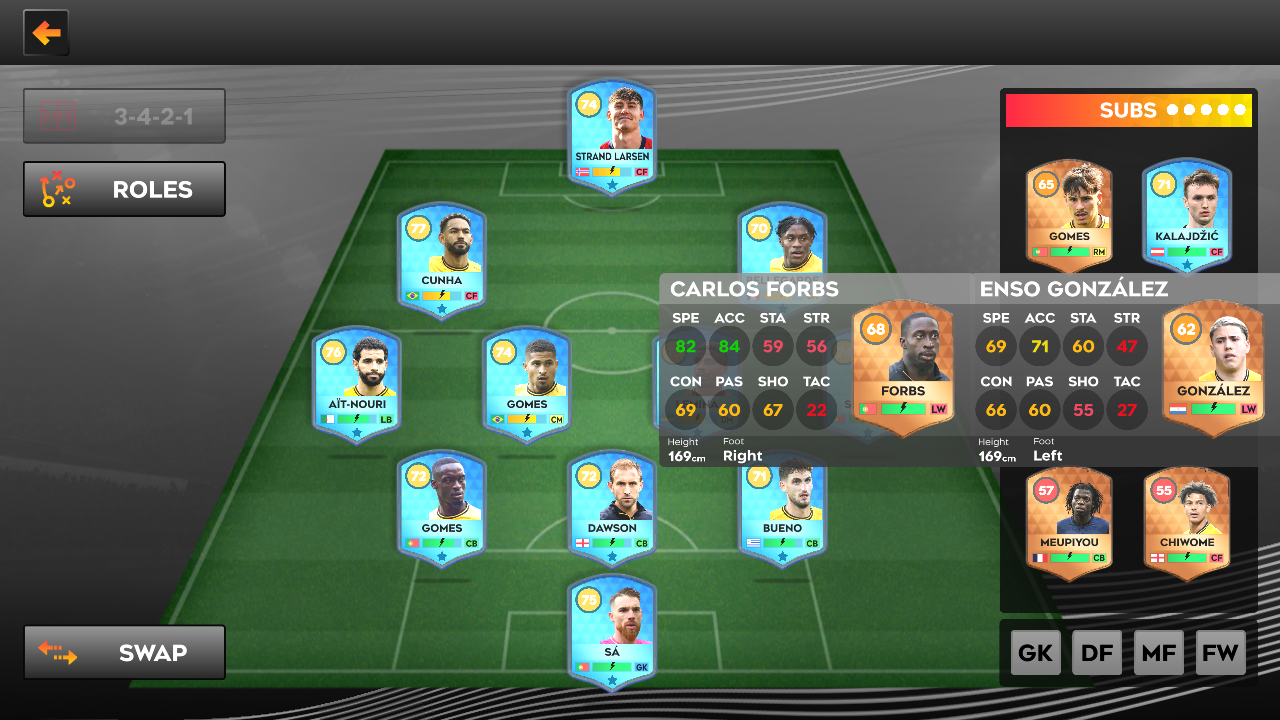 3-4-2-1
ROLES
SWAP
74
STRAND LARSEN
CF
77
CUNHA
CF
70
76
AÏT-NOURI
LB
74
GOMES
CM
72
GOMES
CB
72
DAWSON
CB
71
BUENO
CB
75
SÁ
GK
SUBS
65
GOMES
RM
71
KALAJDŽIĆ
CF
CARLOS FORBS
SPE ACC STA STR
82 84 59 56
CON PAS SHO TAC
69 60 67 22
Height Foot
169cm Right
68
FORBS
LW
ENSO GONZÁLEZ
SPE ACC STA STR
69 71 60 47
CON PAS SHO TAC
66 60 55 27
Height Foot
169cm Left
62
GONZÁLEZ
LW
57
MEUPIYOU
CB
55
CHIWOME
CF
GK DF MF FW